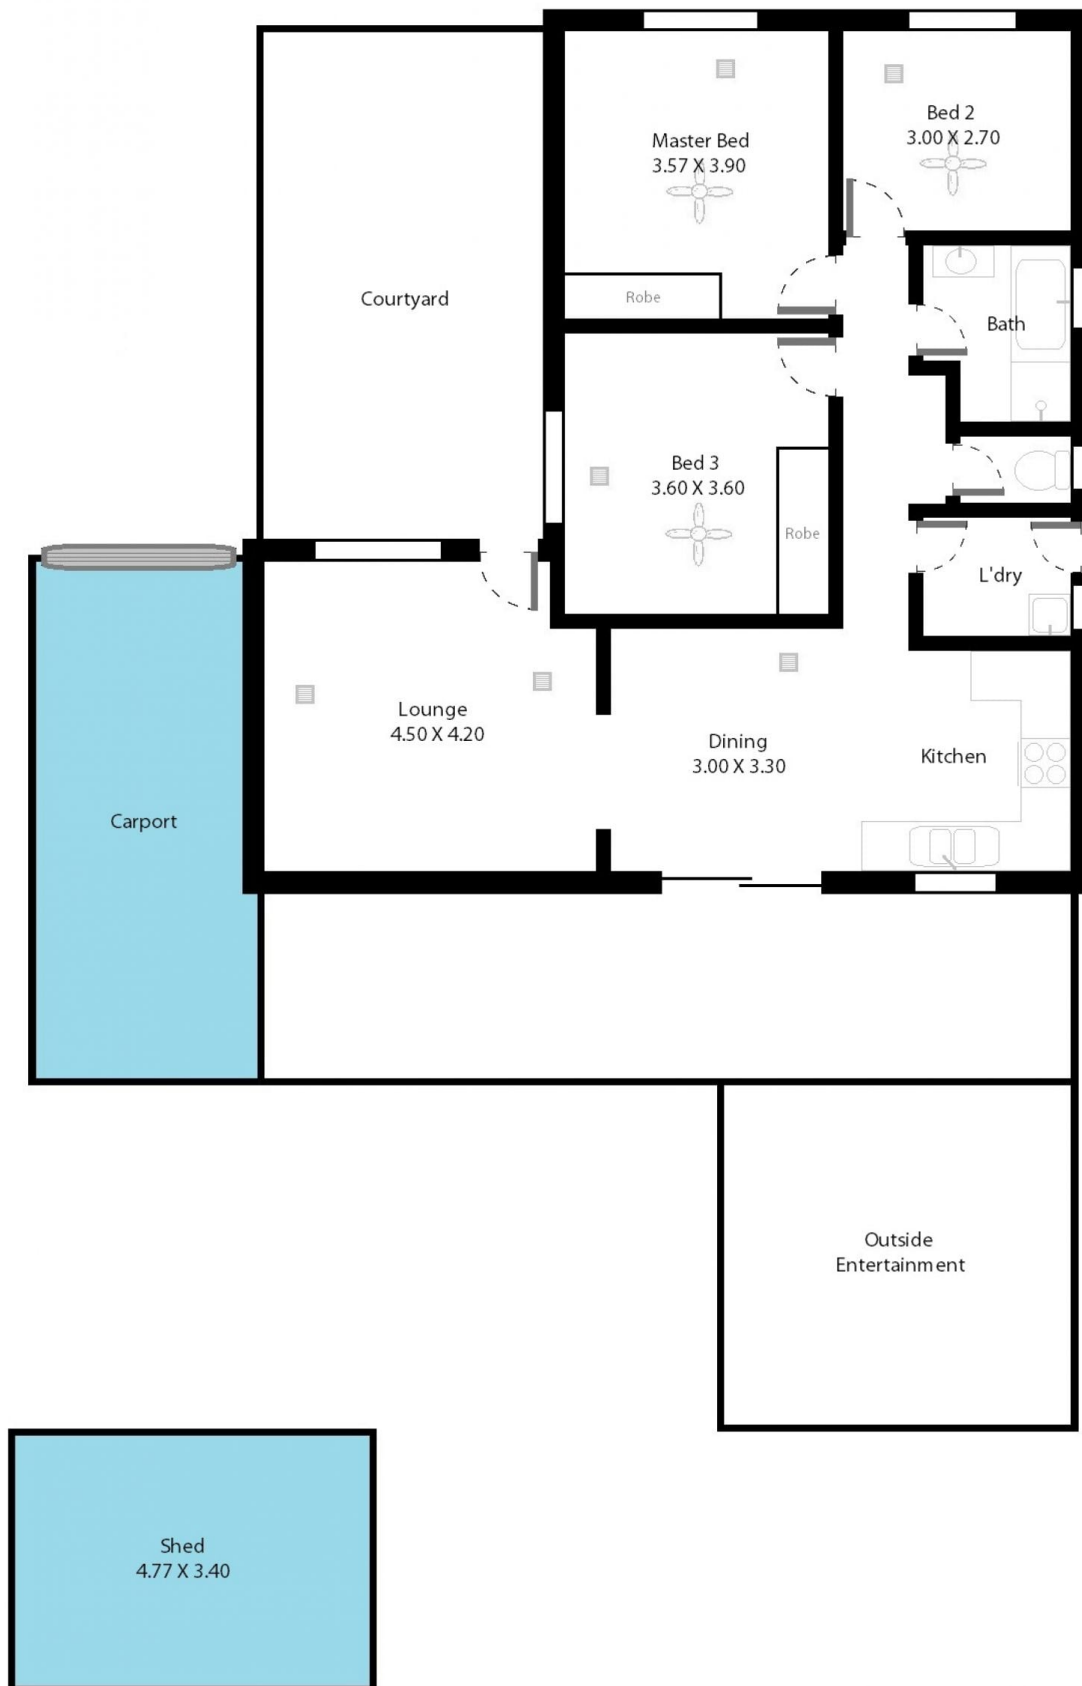 Bed 2
3.00 X 2.70
Master Bed
3.57 X 3.90
Courtyard
Robe
Bath
Bed 3
3.60 X 3.60
Robe
L'dry
Lounge
4.50 X 4.20
Dining
3.00 X 3.30
Kitchen
Carport
Outside
Entertainment
Shed
4.77 X 3.40